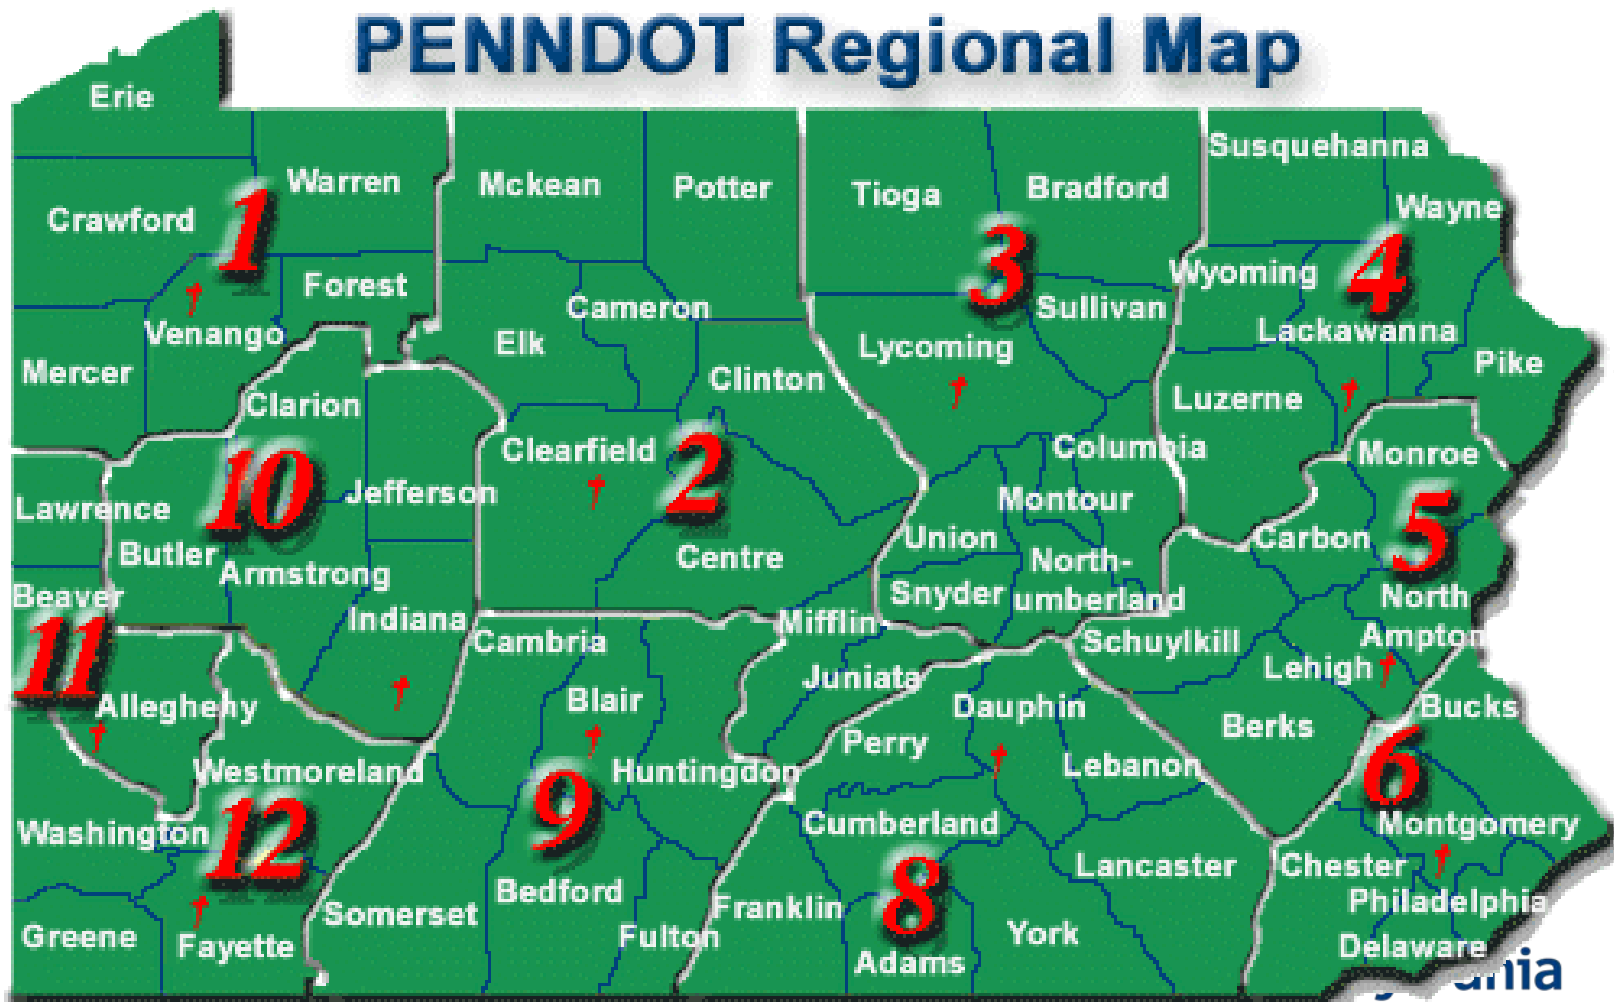 PENNDOT Regional Map
Erie
Susquehanna
Warren
Mckean
Potter
Tioga
Bradford
Crawford
1
Wayne
3
4
Forest
Wyoming
Cameron
Sullivan
Venango
Lackawanna
Elk
Lycoming
Mercer
Clinton
Pike
Clarion
Luzerne
Clearfield
2
Columbia
Monroe
10
Jefferson
Lawrence
Montour
5
Butler
Centre
Union
Carbon
Armstrong
North-
umberland
Beaver
Snyder
North
Ampton
Indiana
Mifflin
Cambria
Schuylkill
11
Lehigh
Juniata
Allegheny
Blair
Dauphin
Bucks
Berks
Perry
6
Westmoreland
Huntingdon
Lebanon
9
Washington
12
Cumberland
Montgomery
Lancaster
Chester
Bedford
8
Philadelphia
Somerset
Franklin
Greene
Fayette
Fulton
York
Delaware
Adams